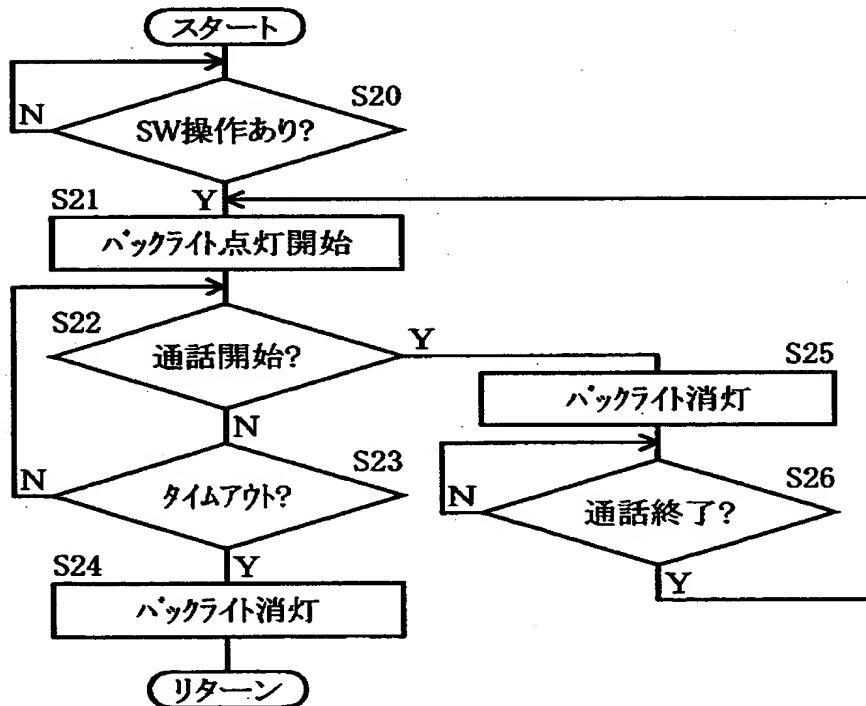 スタート
S20
N
SW操作あり?
Y
S21
バックライト点灯開始
S22
通話開始?
Y
N
S23
タイムアウト?
N
Y
S24
バックライト消灯
リターン
S25
バックライト消灯
S26
通話終了?
N
Y